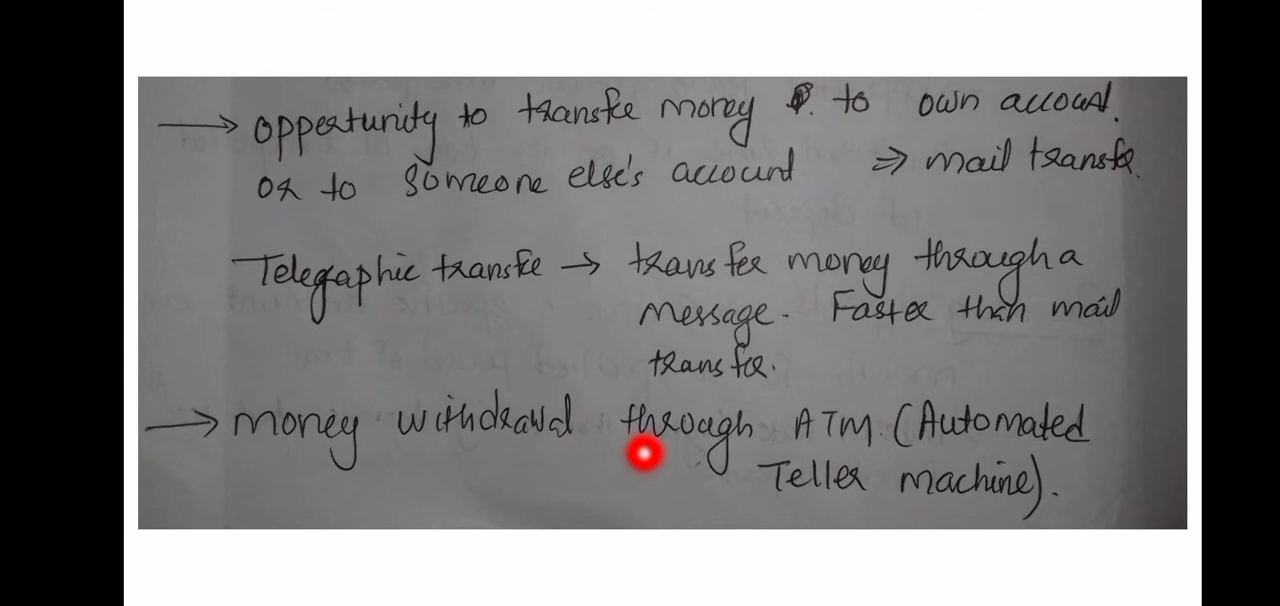 → opportunity to transfer money to own account.
or to someone else's account ⇒ mail transfer.
Telegraphic transfer → transfer money through a
message. Faster than mail
transfer.
→ money withdrawal through ATM. (Automated
Teller machine).